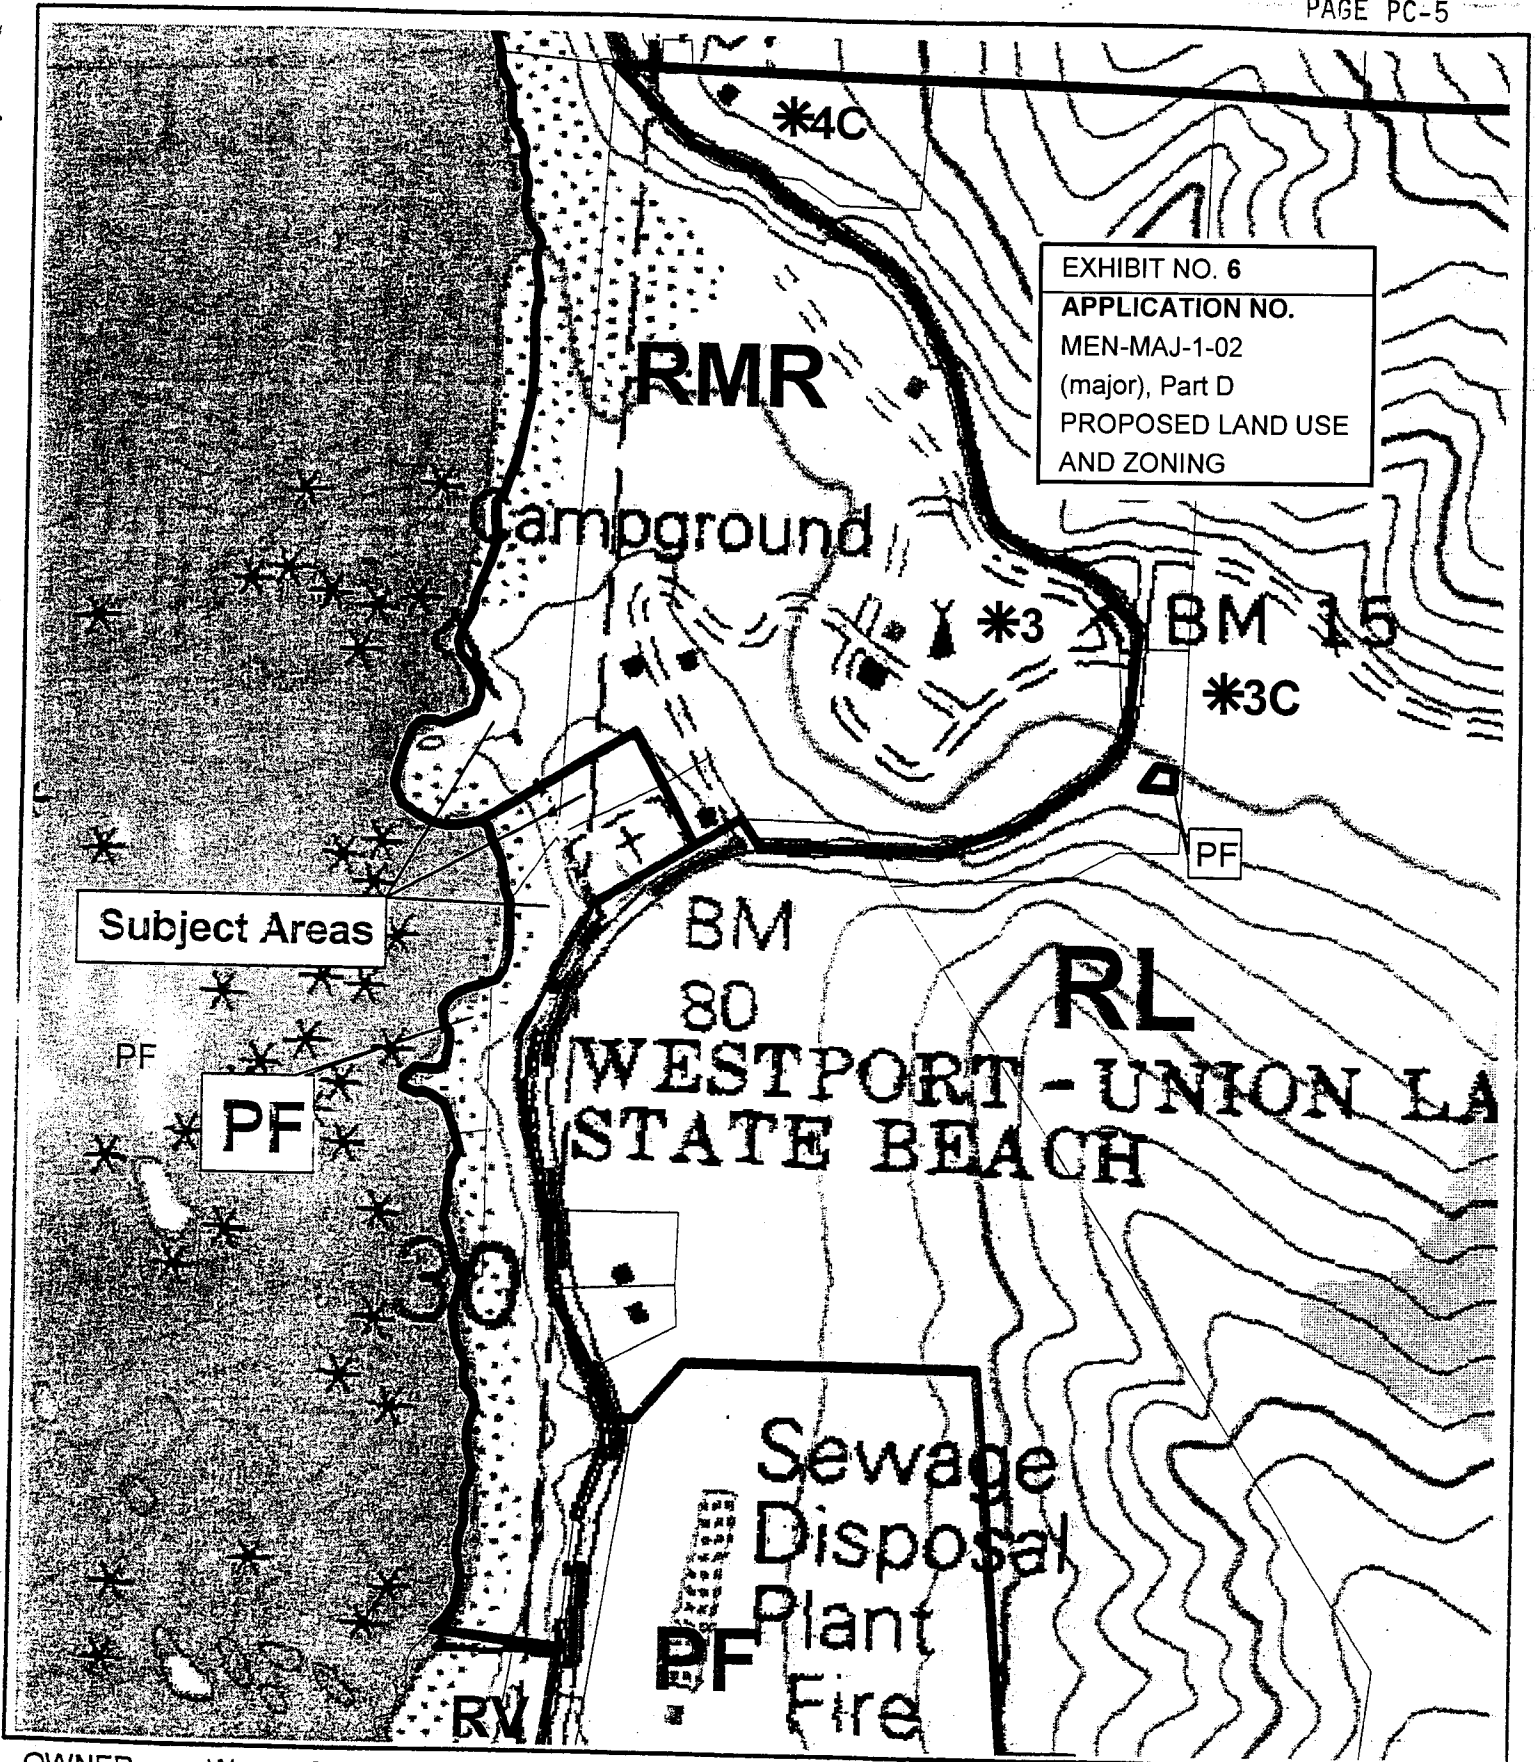 PAGE PC-5
✳4C
EXHIBIT NO. 6
APPLICATION NO.
MEN-MAJ-1-02
(major), Part D
PROPOSED LAND USE
AND ZONING
RMR
Campground
✳3
BM 15
✳3C
PF
Subject Areas
BM
80
RL
WESTPORT - UNION LA
STATE BEACH
PF
PF
30
Sewage
Disposal
Plant
PF
Fire
RV
OWNER